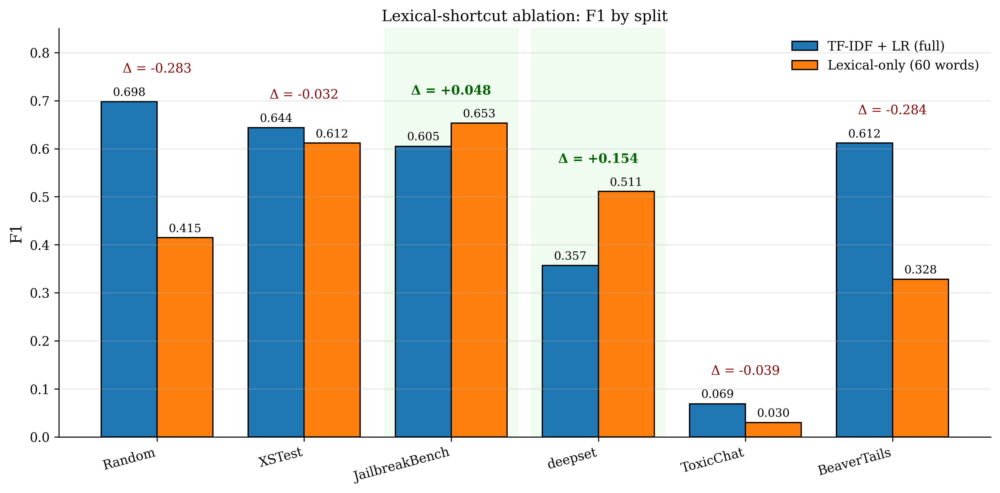 Lexical-shortcut ablation: F1 by split
TF-IDF + LR (full)
Lexical-only (60 words)
F1
0.8
0.7
0.6
0.5
0.4
0.3
0.2
0.1
0.0
Δ = -0.283
0.698
0.415
Δ = -0.032
0.644
0.612
Δ = +0.048
0.605
0.653
Δ = +0.154
0.357
0.511
Δ = -0.039
0.069
0.030
Δ = -0.284
0.612
0.328
Random
XSTest
JailbreakBench
deepset
ToxicChat
BeaverTails